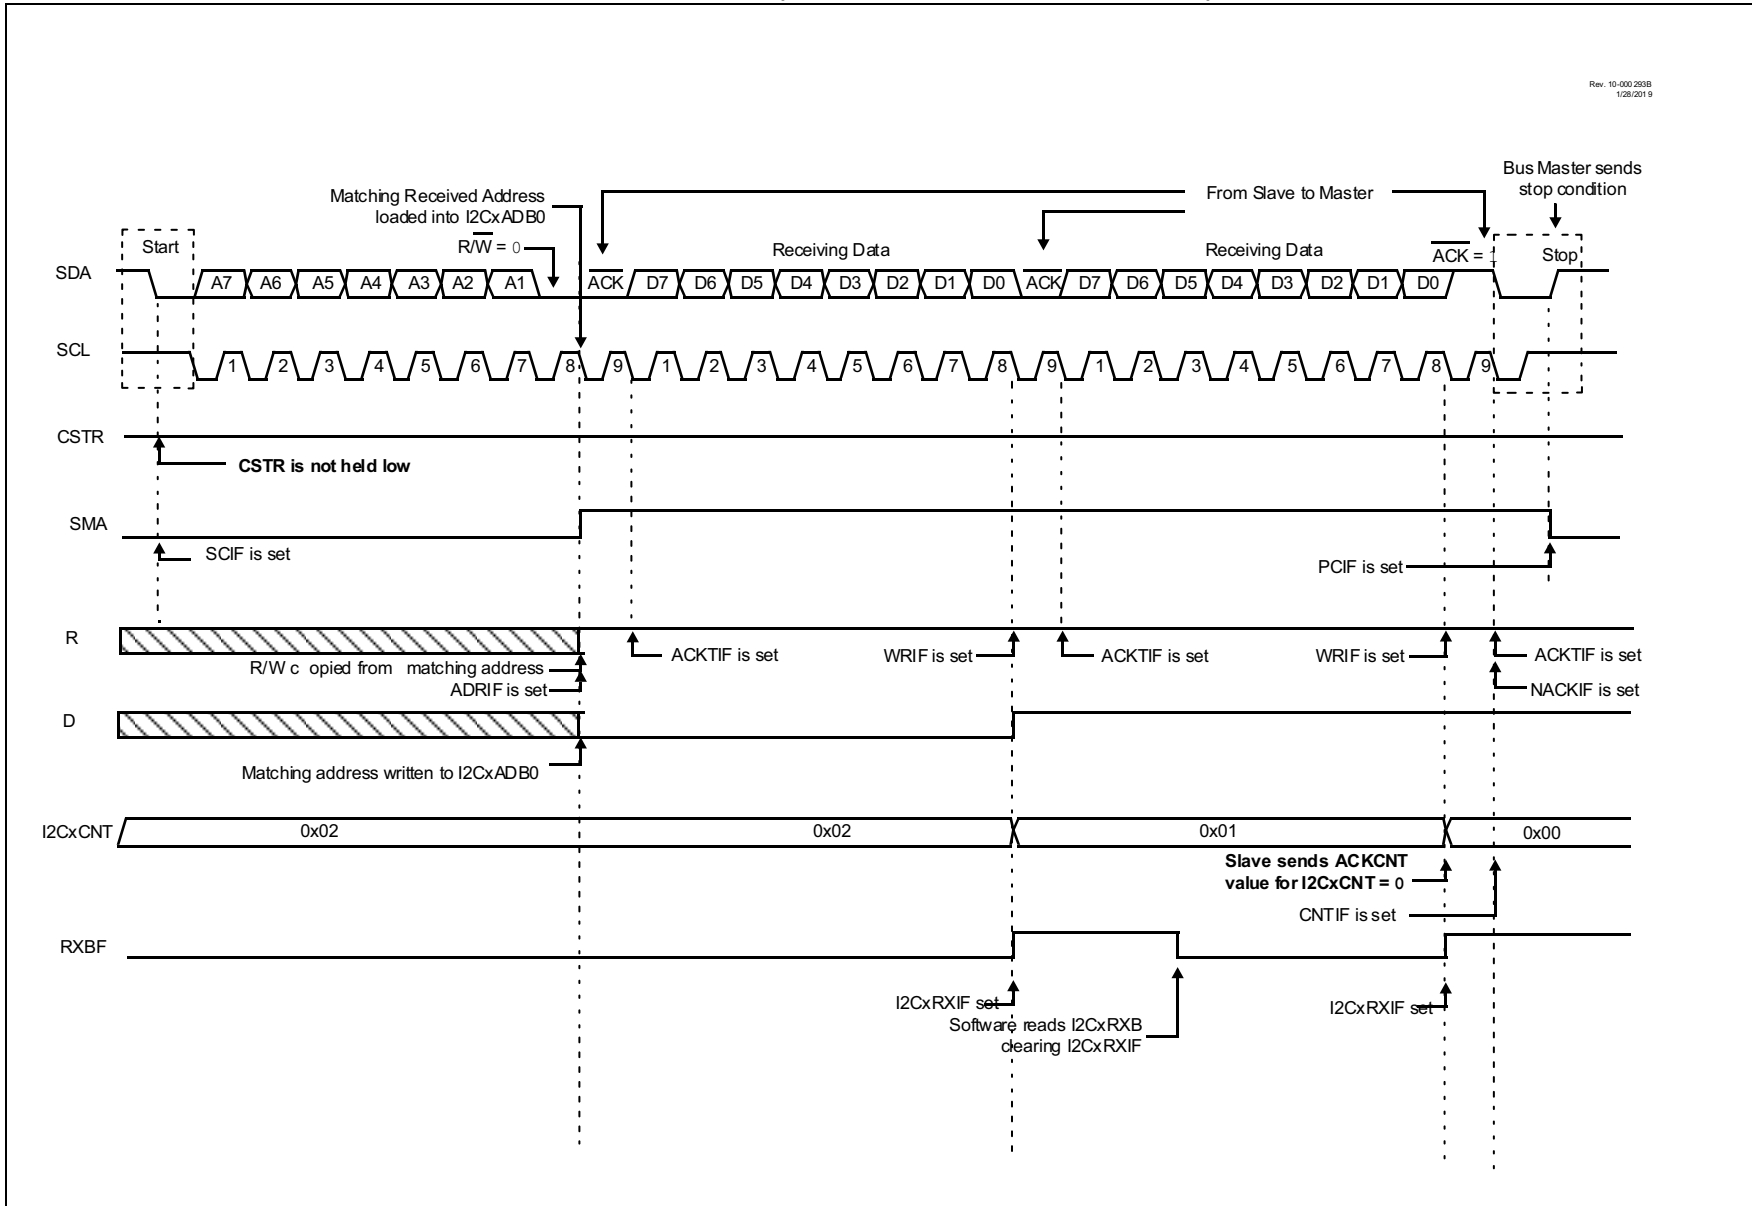 Rev. 10-000 293B
1/28/201 9
Bus Master sends
stop condition
Matching Received Address
loaded into I2CxADB0
From Slave to Master
R/W = 0
Start
Receiving Data
Receiving Data
ACK = 1
Stop
SDA
A7 A6 A5 A4 A3 A2 A1 ACK D7 D6 D5 D4 D3 D2 D1 D0 ACK D7 D6 D5 D4 D3 D2 D1 D0
SCL
1 2 3 4 5 6 7 8 9 1 2 3 4 5 6 7 8 9 1 2 3 4 5 6 7 8 9
CSTR
CSTR is not held low
SMA
SCIF is set
PCIF is set
R
R/W c opied from matching address
ADRIF is set
ACKTIF is set
WRIF is set
ACKTIF is set
WRIF is set
ACKTIF is set
NACKIF is set
D
Matching address written to I2CxADB0
I2CxCNT
0x02
0x02
0x01
0x00
Slave sends ACKCNT
value for I2CxCNT = 0
CNTIF is set
RXBF
I2CxRXIF set
Software reads I2CxRXB
clearing I2CxRXIF
I2CxRXIF set